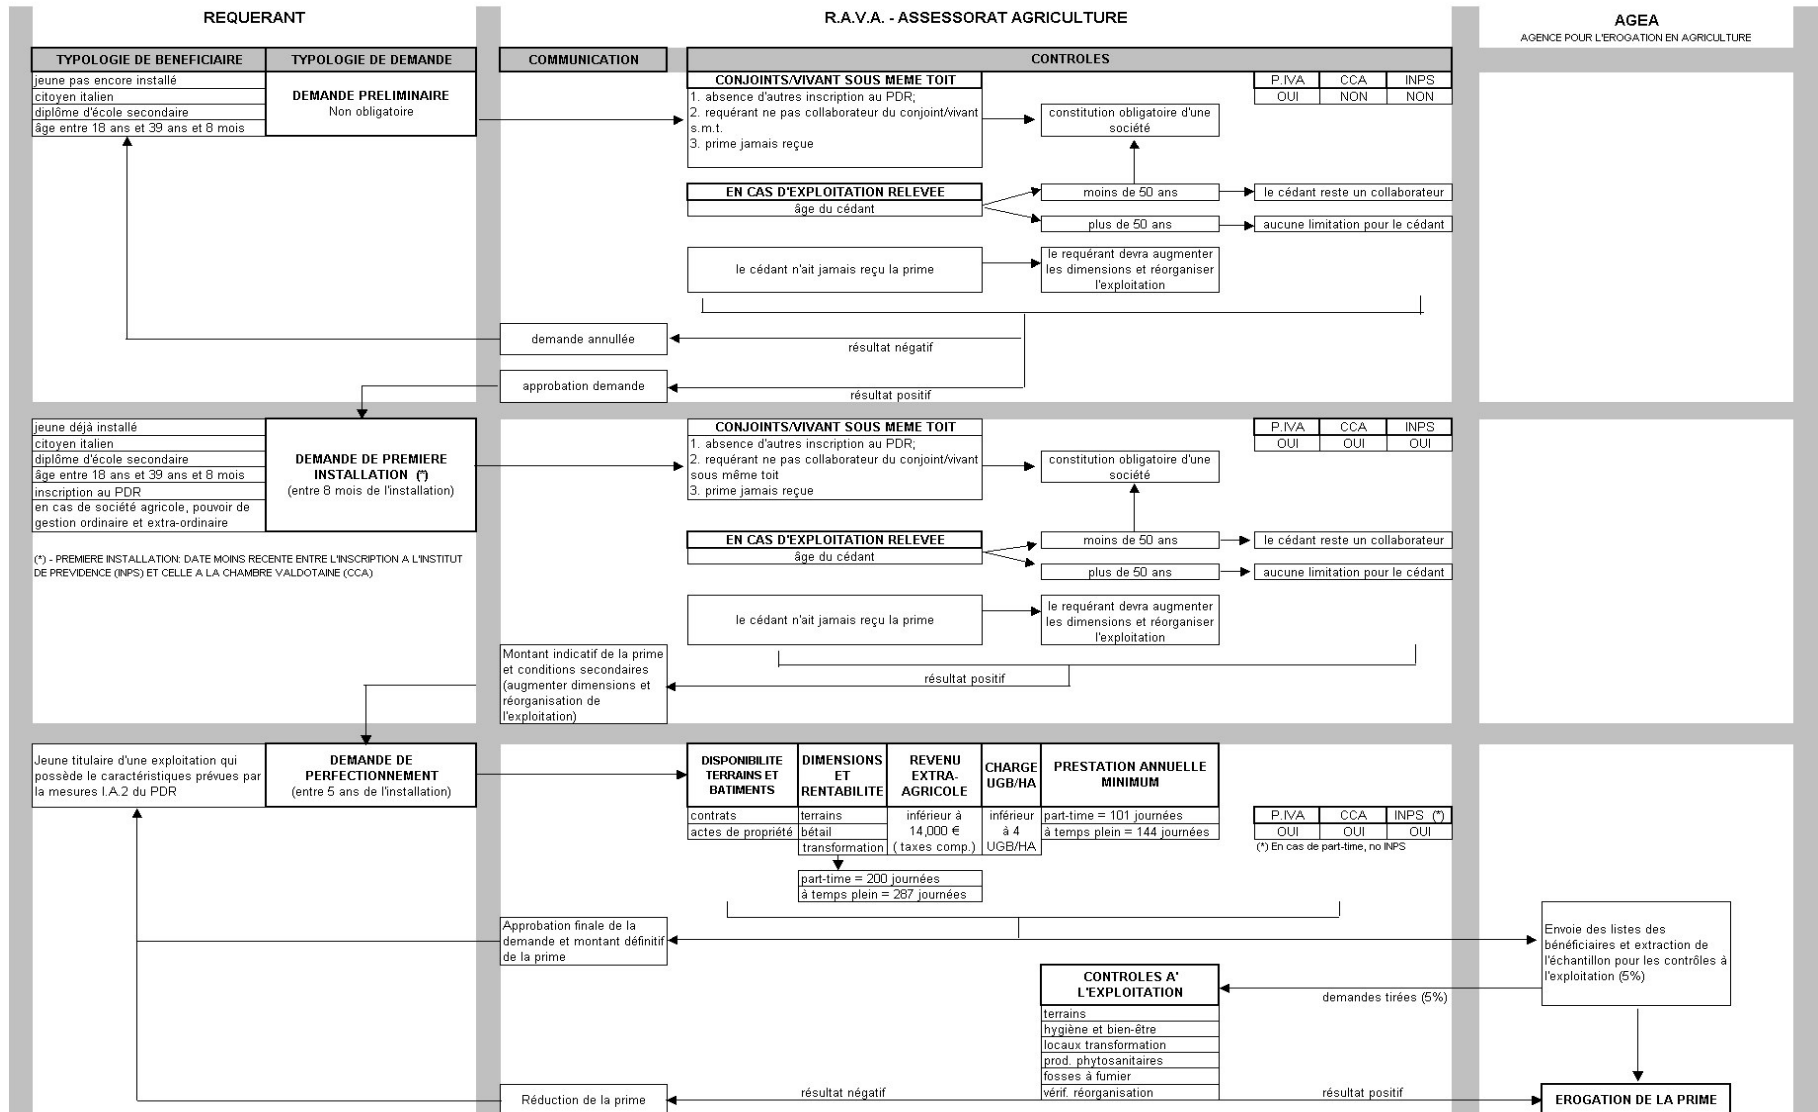 REQUERANT
R.A.V.A. - ASSESSORAT AGRICULTURE
AGEA
AGENCE POUR L'EROGATION EN AGRICULTURE
TYPOLOGIE DE BENEFICIAIRE
TYPOLOGIE DE DEMANDE
COMMUNICATION
CONTROLES
jeune pas encore installé
citoyen italien
diplôme d'école secondaire
âge entre 18 ans et 39 ans et 8 mois
DEMANDE PRELIMINAIRE
Non obligatoire
CONJOINTS/VIVANT SOUS MEME TOIT
1. absence d'autres inscription au PDR;
2. requérant ne pas collaborateur du conjoint/vivant
s.m.t.
3. prime jamais reçue
constitution obligatoire d'une
société
P.IVA
CCA
INPS
OUI
NON
NON
EN CAS D'EXPLOITATION RELEVEE
âge du cédant
moins de 50 ans
le cédant reste un collaborateur
plus de 50 ans
aucune limitation pour le cédant
le cédant n'ait jamais reçu la prime
le requérant devra augmenter
les dimensions et réorganiser
l'exploitation
demande annullée
résultat négatif
approbation demande
résultat positif
jeune déjà installé
citoyen italien
diplôme d'école secondaire
âge entre 18 ans et 39 ans et 8 mois
inscription au PDR
en cas de société agricole, pouvoir de
gestion ordinaire et extra-ordinaire
DEMANDE DE PREMIERE
INSTALLATION (*)
(entre 8 mois de l'installation)
(*) - PREMIERE INSTALLATION: DATE MOINS RECENTE ENTRE L'INSCRIPTION A L'INSTITUT
DE PREVIDENCE (INPS) ET CELLE A LA CHAMBRE VALDOTAINE (CCA)
CONJOINTS/VIVANT SOUS MEME TOIT
1. absence d'autres inscription au PDR;
2. requérant ne pas collaborateur du conjoint/vivant
sous même toit
3. prime jamais reçue
constitution obligatoire d'une
société
P.IVA
CCA
INPS
OUI
OUI
OUI
EN CAS D'EXPLOITATION RELEVEE
âge du cédant
moins de 50 ans
le cédant reste un collaborateur
plus de 50 ans
aucune limitation pour le cédant
le cédant n'ait jamais reçu la prime
le requérant devra augmenter
les dimensions et réorganiser
l'exploitation
Montant indicatif de la prime
et conditions secondaires
(augmenter dimensions et
réorganisation de
l'exploitation)
résultat positif
Jeune titulaire d'une exploitation qui
possède le caractéristiques prévues par
la mesures I.A.2 du PDR
DEMANDE DE
PERFECTIONNEMENT
(entre 5 ans de l'installation)
DISPONIBILITE
TERRAINS ET
BATIMENTS
contrats
actes de propriété
DIMENSIONS
ET
RENTABILITE
terrains
bétail
transformation
REVENU
EXTRA-
AGRICOLE
inférieur à
14,000 €
( taxes comp.)
CHARGE
UGB/HA
inférieur
à 4
UGB/HA
PRESTATION ANNUELLE
MINIMUM
part-time = 101 journées
à temps plein = 144 journées
P.IVA
CCA
INPS (*)
OUI
OUI
OUI
(*) En cas de part-time, no INPS
part-time = 200 journées
à temps plein = 287 journées
Approbation finale de la
demande et montant définitif
de la prime
Envoie des listes des
bénéficiaires et extraction de
l'échantillon pour les contrôles à
l'exploitation (5%)
CONTROLES A'
L'EXPLOITATION
demandes tirées (5%)
terrains
hygiène et bien-être
locaux transformation
prod. phytosanitaires
fosses à fumier
vérif. réorganisation
Réduction de la prime
résultat négatif
résultat positif
EROGATION DE LA PRIME